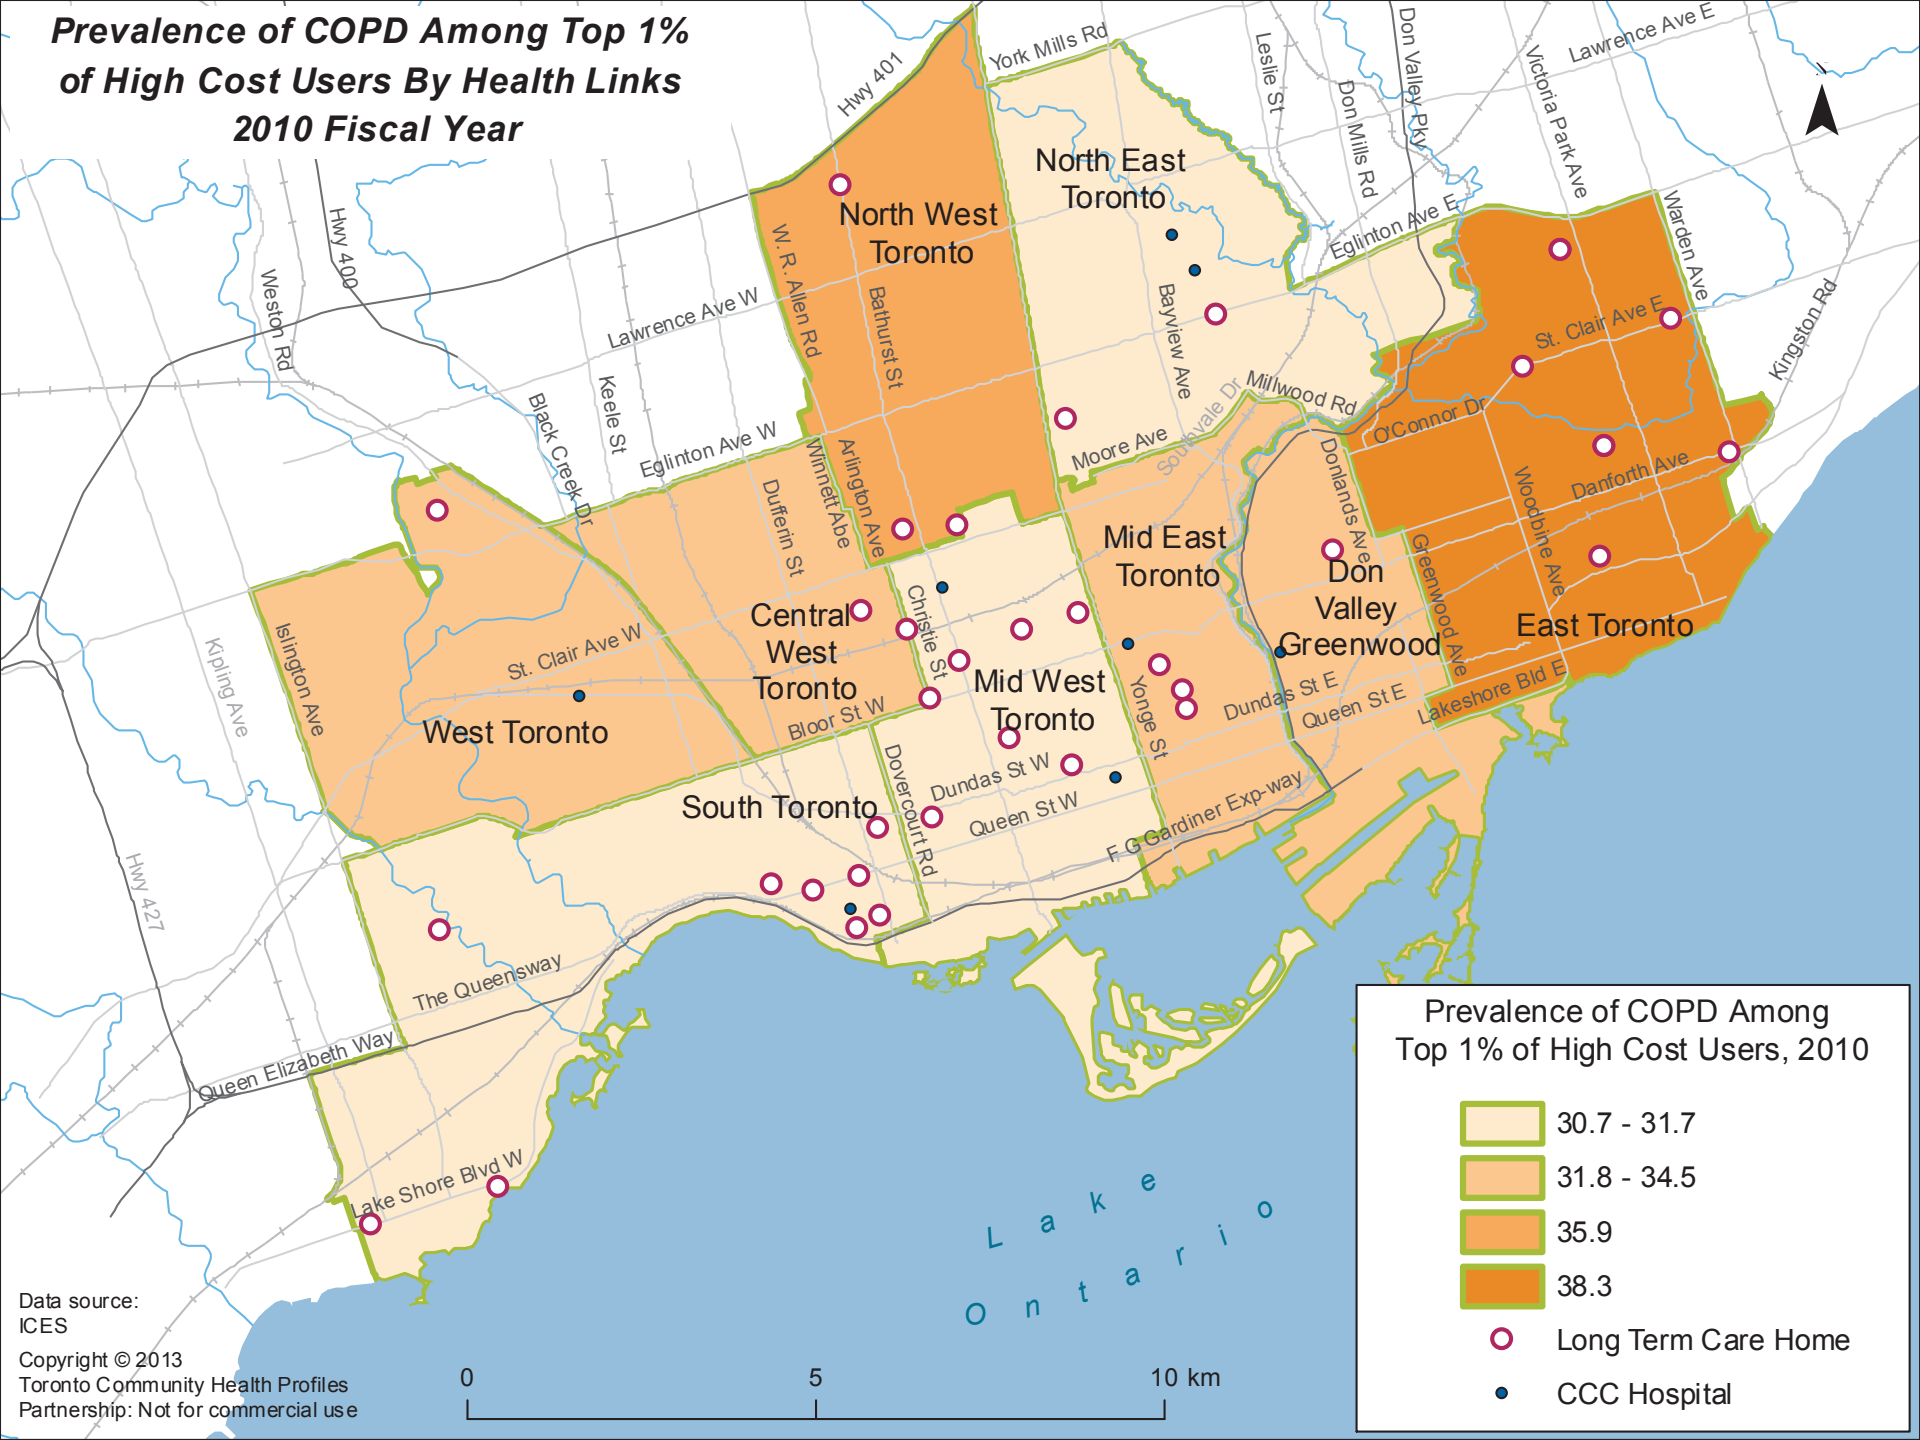 Prevalence of COPD Among Top 1%
of High Cost Users By Health Links
2010 Fiscal Year
N
York Mills Rd
Hwy 401
Leslie St
Don Mills Rd
Don Valley Pky
Victoria Park Ave
Lawrence Ave E
North East
Toronto
North West
Toronto
Eglinton Ave E
Warden Ave
Kingston Rd
Hwy 400
Weston Rd
W. R. Allen Rd
Bathurst St
Bayview Ave
Lawrence Ave W
St. Clair Ave E
Keele St
Black Creek Dr
Eglinton Ave W
Winnett Abe
Arlington Ave
Dufferin St
Millwood Rd
Southvale Dr
Moore Ave
O'Connor Dr
Donlands Ave
Danforth Ave
Woodbine Ave
Greenwood Ave
Mid East
Toronto
Don
Valley
Greenwood
East Toronto
Central
West
Toronto
Christie St
Mid West
Toronto
Kipling Ave
Islington Ave
St. Clair Ave W
West Toronto
Bloor St W
Yonge St
Dundas St E
Queen St E
Lakeshore Bld E
South Toronto
Dovercourt Rd
Dundas St W
Queen St W
F G Gardiner Exp-way
Hwy 427
The Queensway
Queen Elizabeth Way
Lake Shore Blvd W
Lake
Ontario
Prevalence of COPD Among
Top 1% of High Cost Users, 2010
30.7 - 31.7
31.8 - 34.5
35.9
38.3
Long Term Care Home
CCC Hospital
Data source:
ICES
Copyright © 2013
Toronto Community Health Profiles
Partnership: Not for commercial use
0 5 10 km